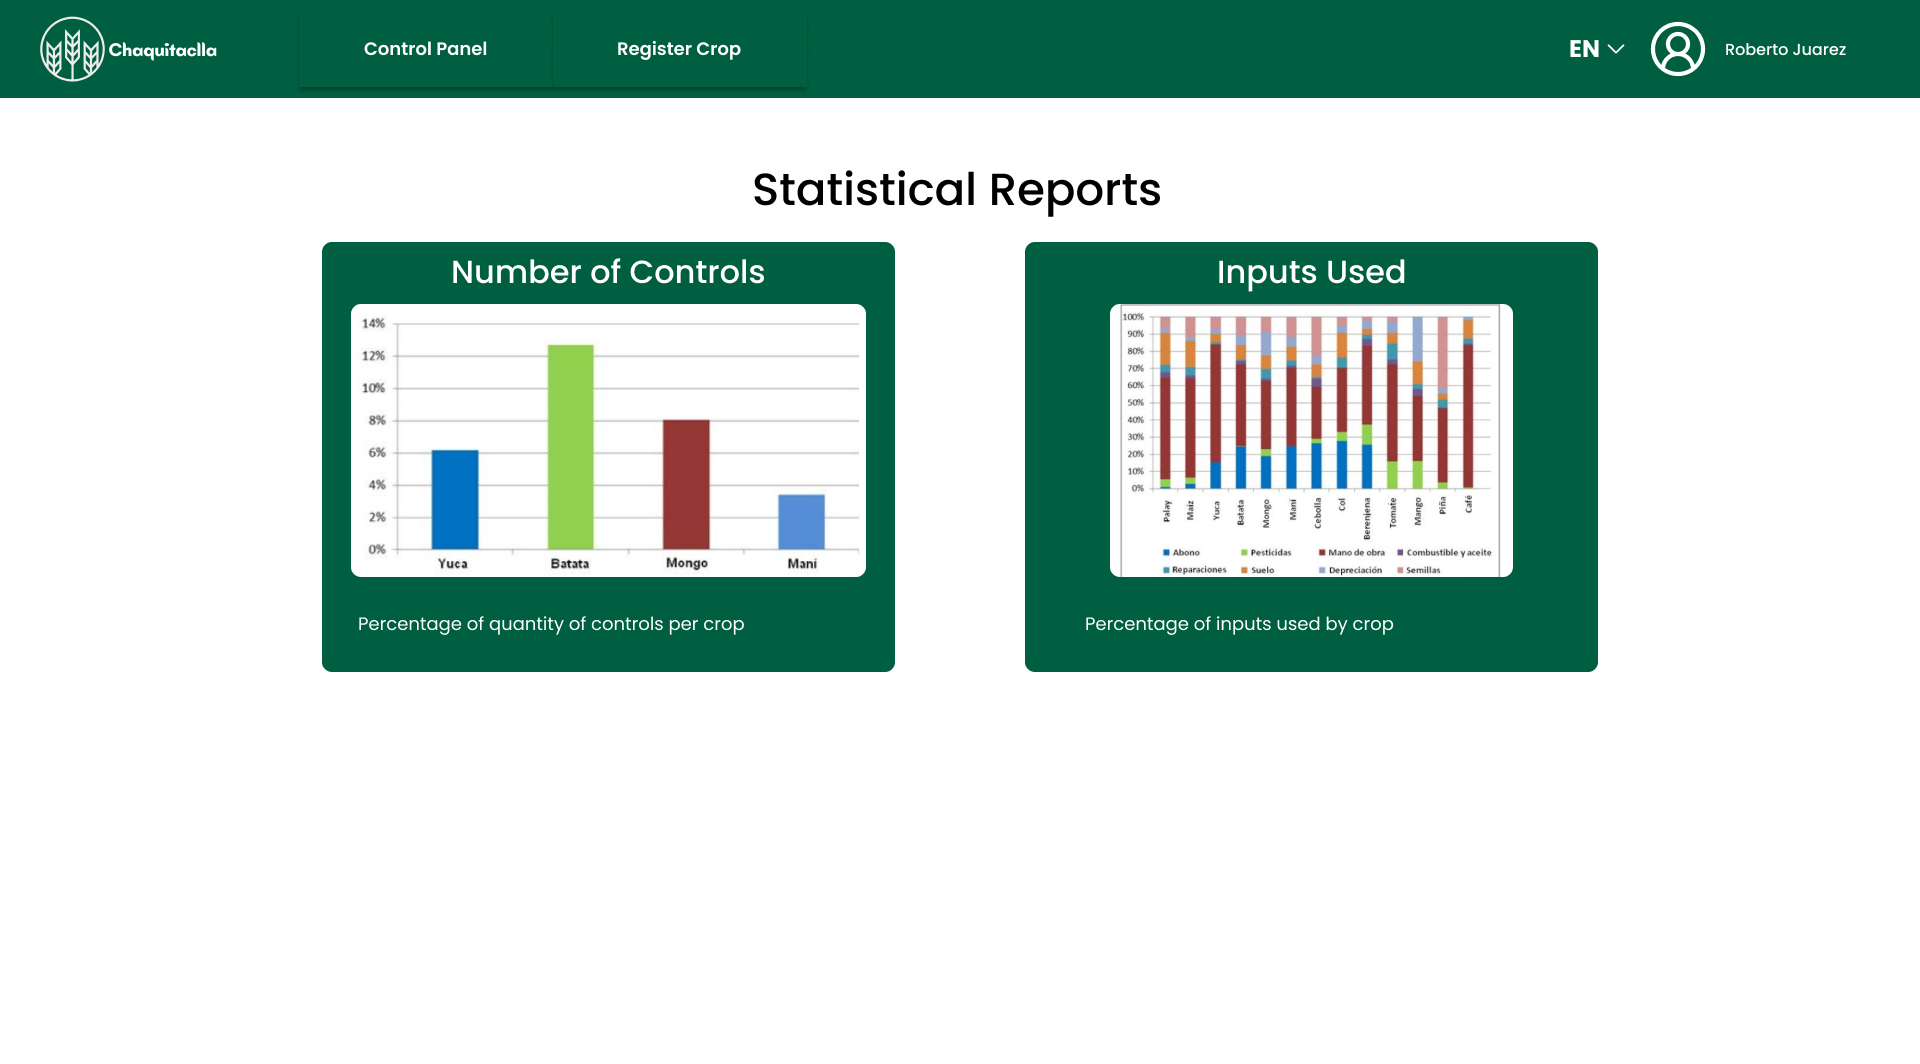 Chaquitaclla
Control Panel
Register Crop
EN
Roberto Juarez
Statistical Reports
Number of Controls
14%
12%
10%
8%
6%
4%
2%
0%
Yuca Batata Mongo Maní
Percentage of quantity of controls per crop
Inputs Used
100%
90%
80%
70%
60%
50%
40%
30%
20%
10%
0%
Palay Maíz Yuca Batata Mongo Maní Cebolla Col Berenjena Tomate Mango Piña Café
Abono Pesticidas Mano de obra Combustible y aceite
Reparaciones Suelo Depreciación Semillas
Percentage of inputs used by crop